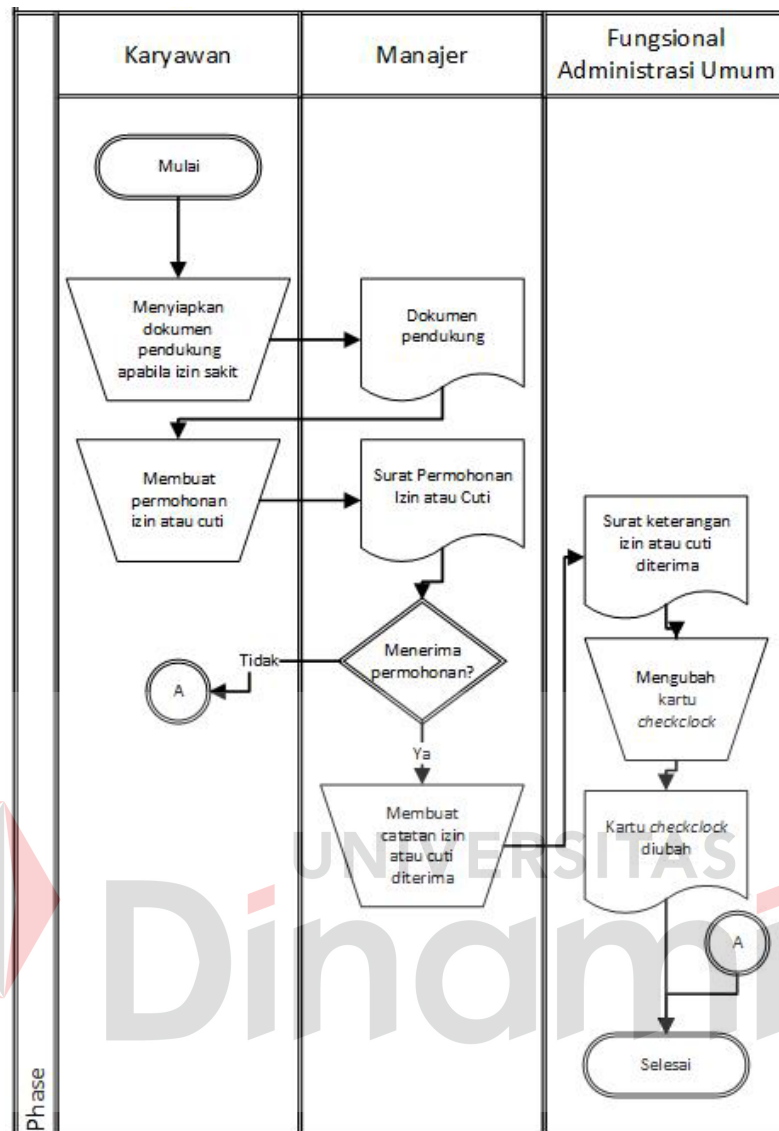 Karyawan
Manajer
Fungsional
Administrasi Umum
Mulai
Menyiapkan
dokumen
pendukung
apabila izin sakit
Dokumen
pendukung
Membuat
permohonan
izin atau cuti
Surat Permohonan
Izin atau Cuti
Surat keterangan
izin atau cuti
diterima
Menerima
permohonan?
Tidak
A
Ya
Mengubah
kartu
checkclock
Membuat
catatan izin
atau cuti
diterima
Kartu checkclock
diubah
A
Selesai
Phase
UNIVERSITAS
Dinami